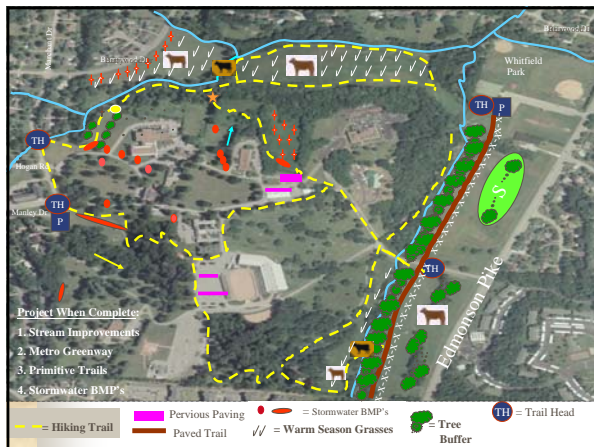 Briarwood Dr
Whitfield
Park
TH P
TH
Hogan Rd
Manley Dr
TH
P
S
TH
Edmonson Pike
Project When Complete:
1. Stream Improvements
2. Metro Greenway
3. Primitive Trails
4. Stormwater BMP's
= Hiking Trail
Pervious Paving
Paved Trail
= Stormwater BMP's
= Warm Season Grasses
= Tree
Buffer
TH = Trail Head